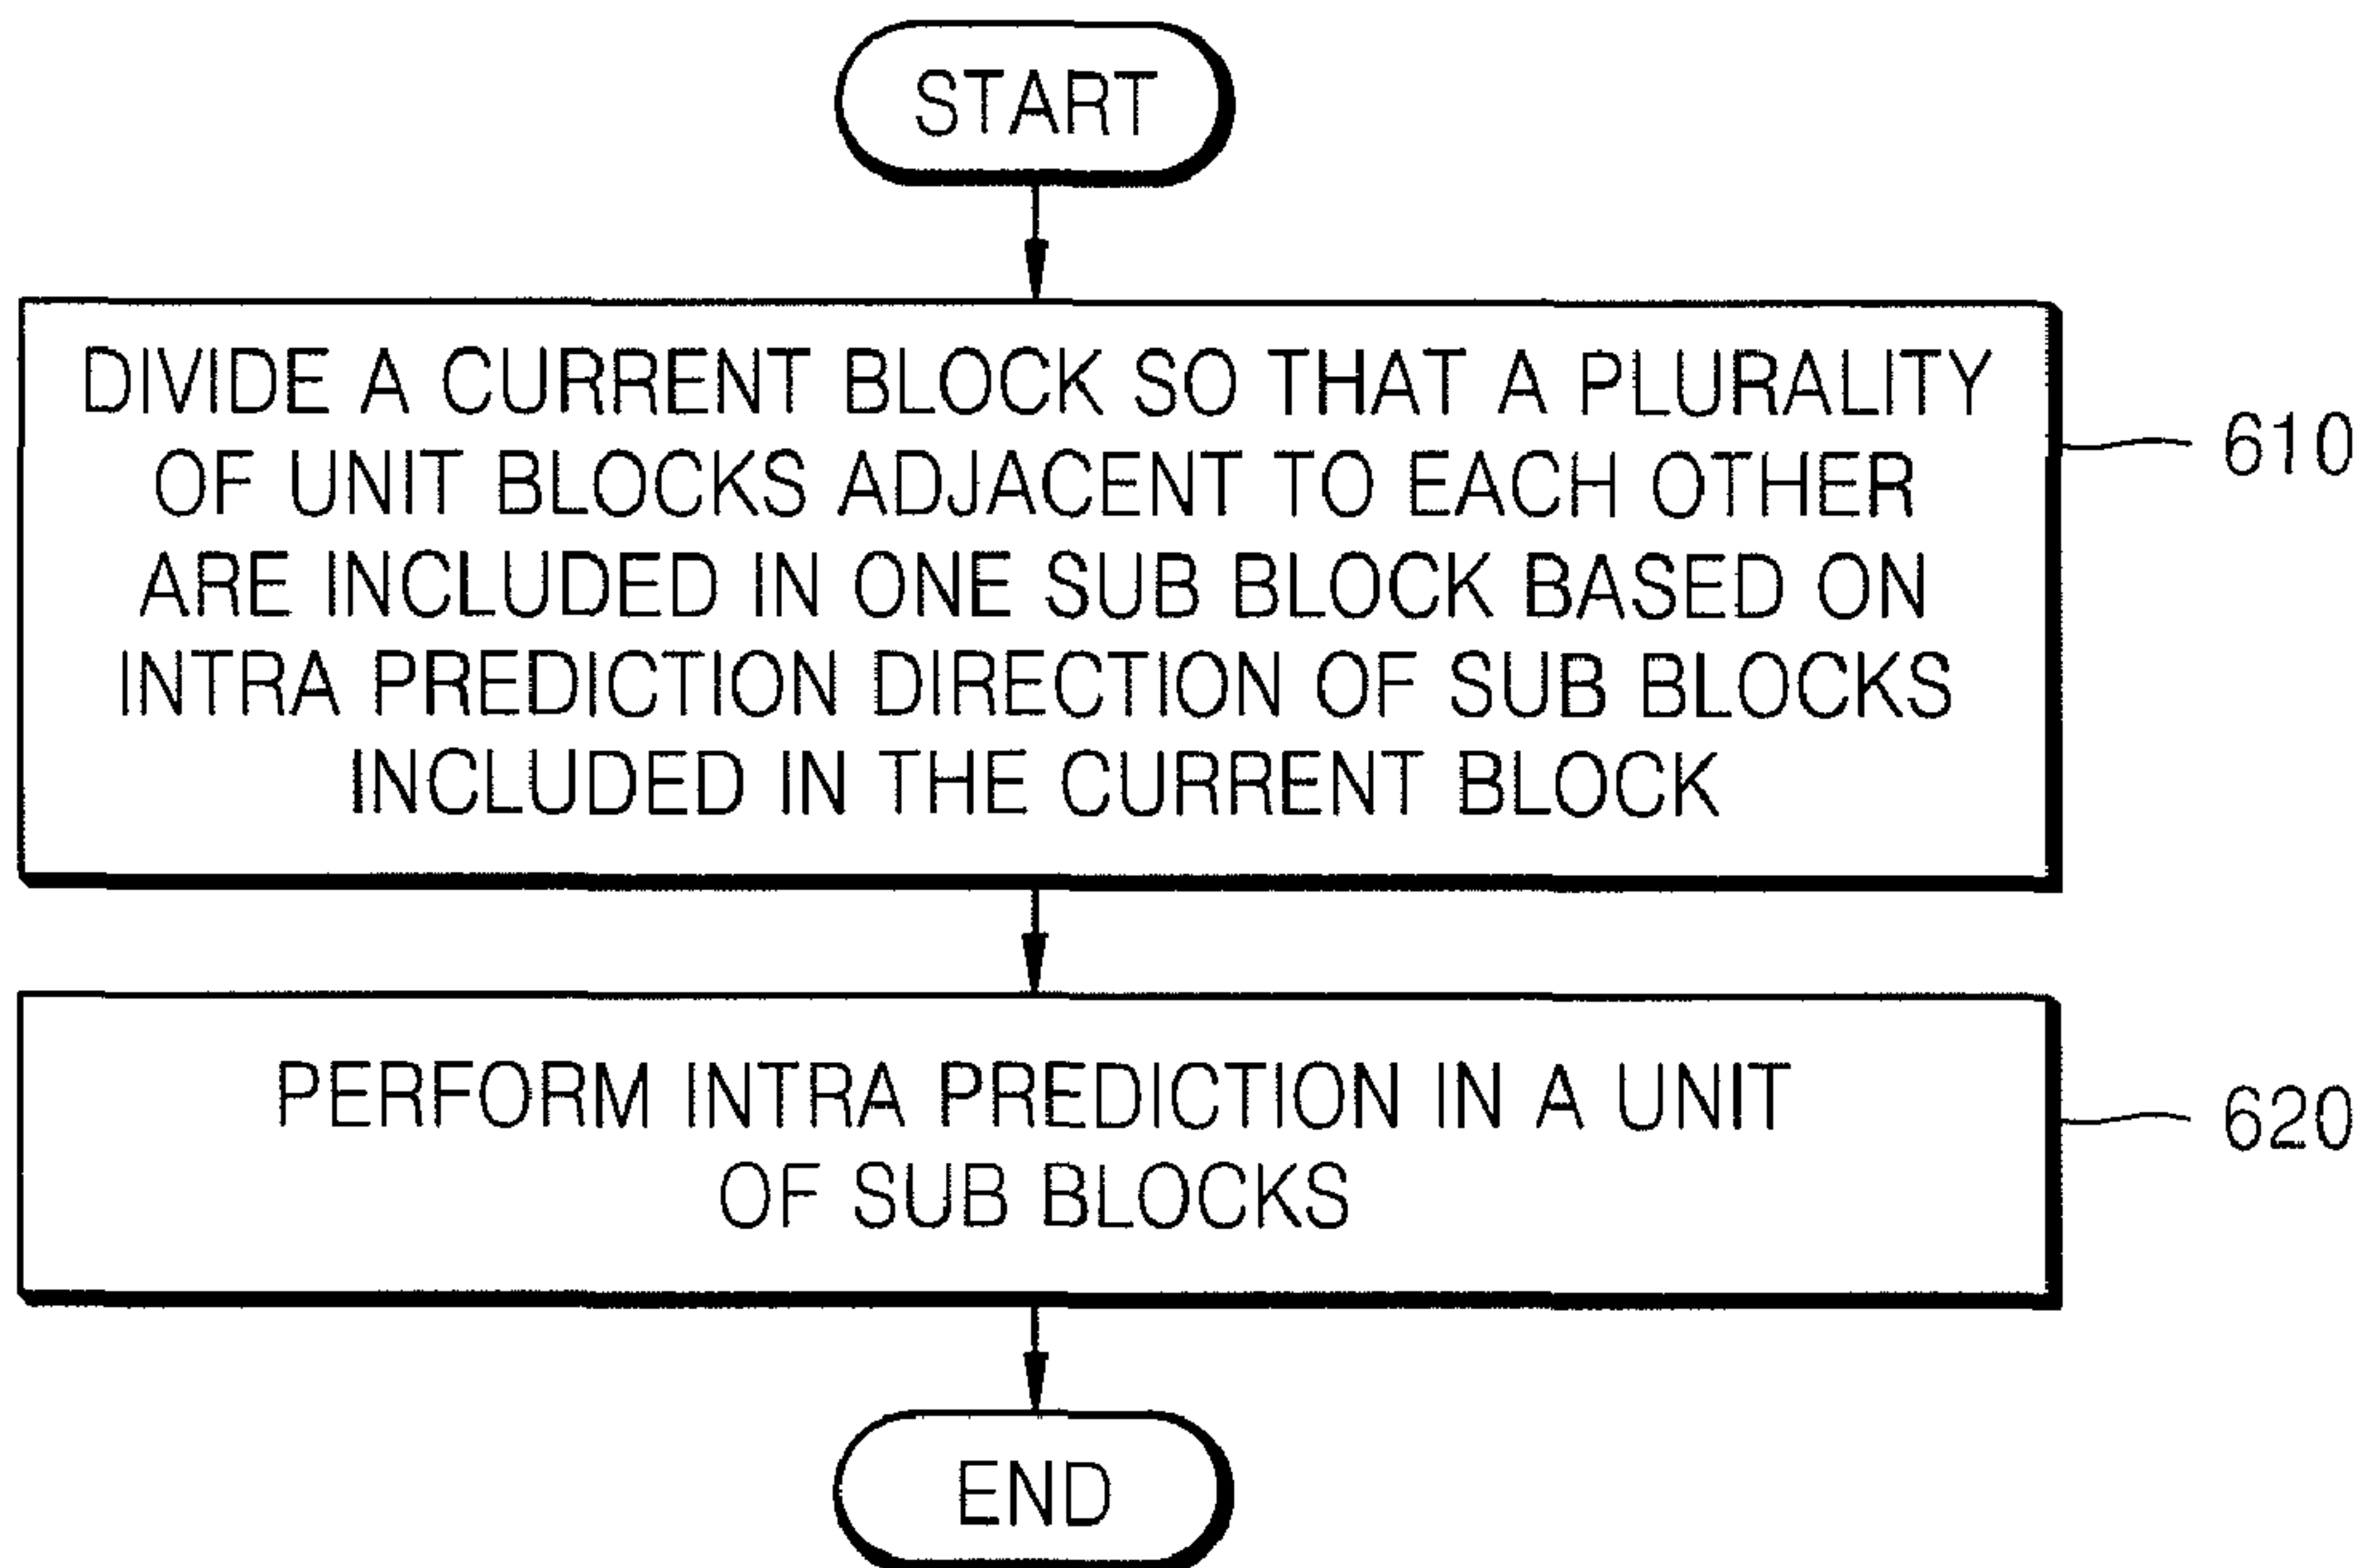 START
DIVIDE A CURRENT BLOCK SO THAT A PLURALITY
OF UNIT BLOCKS ADJACENT TO EACH OTHER
ARE INCLUDED IN ONE SUB BLOCK BASED ON
INTRA PREDICTION DIRECTION OF SUB BLOCKS
INCLUDED IN THE CURRENT BLOCK
610
PERFORM INTRA PREDICTION IN A UNIT
OF SUB BLOCKS
620
END